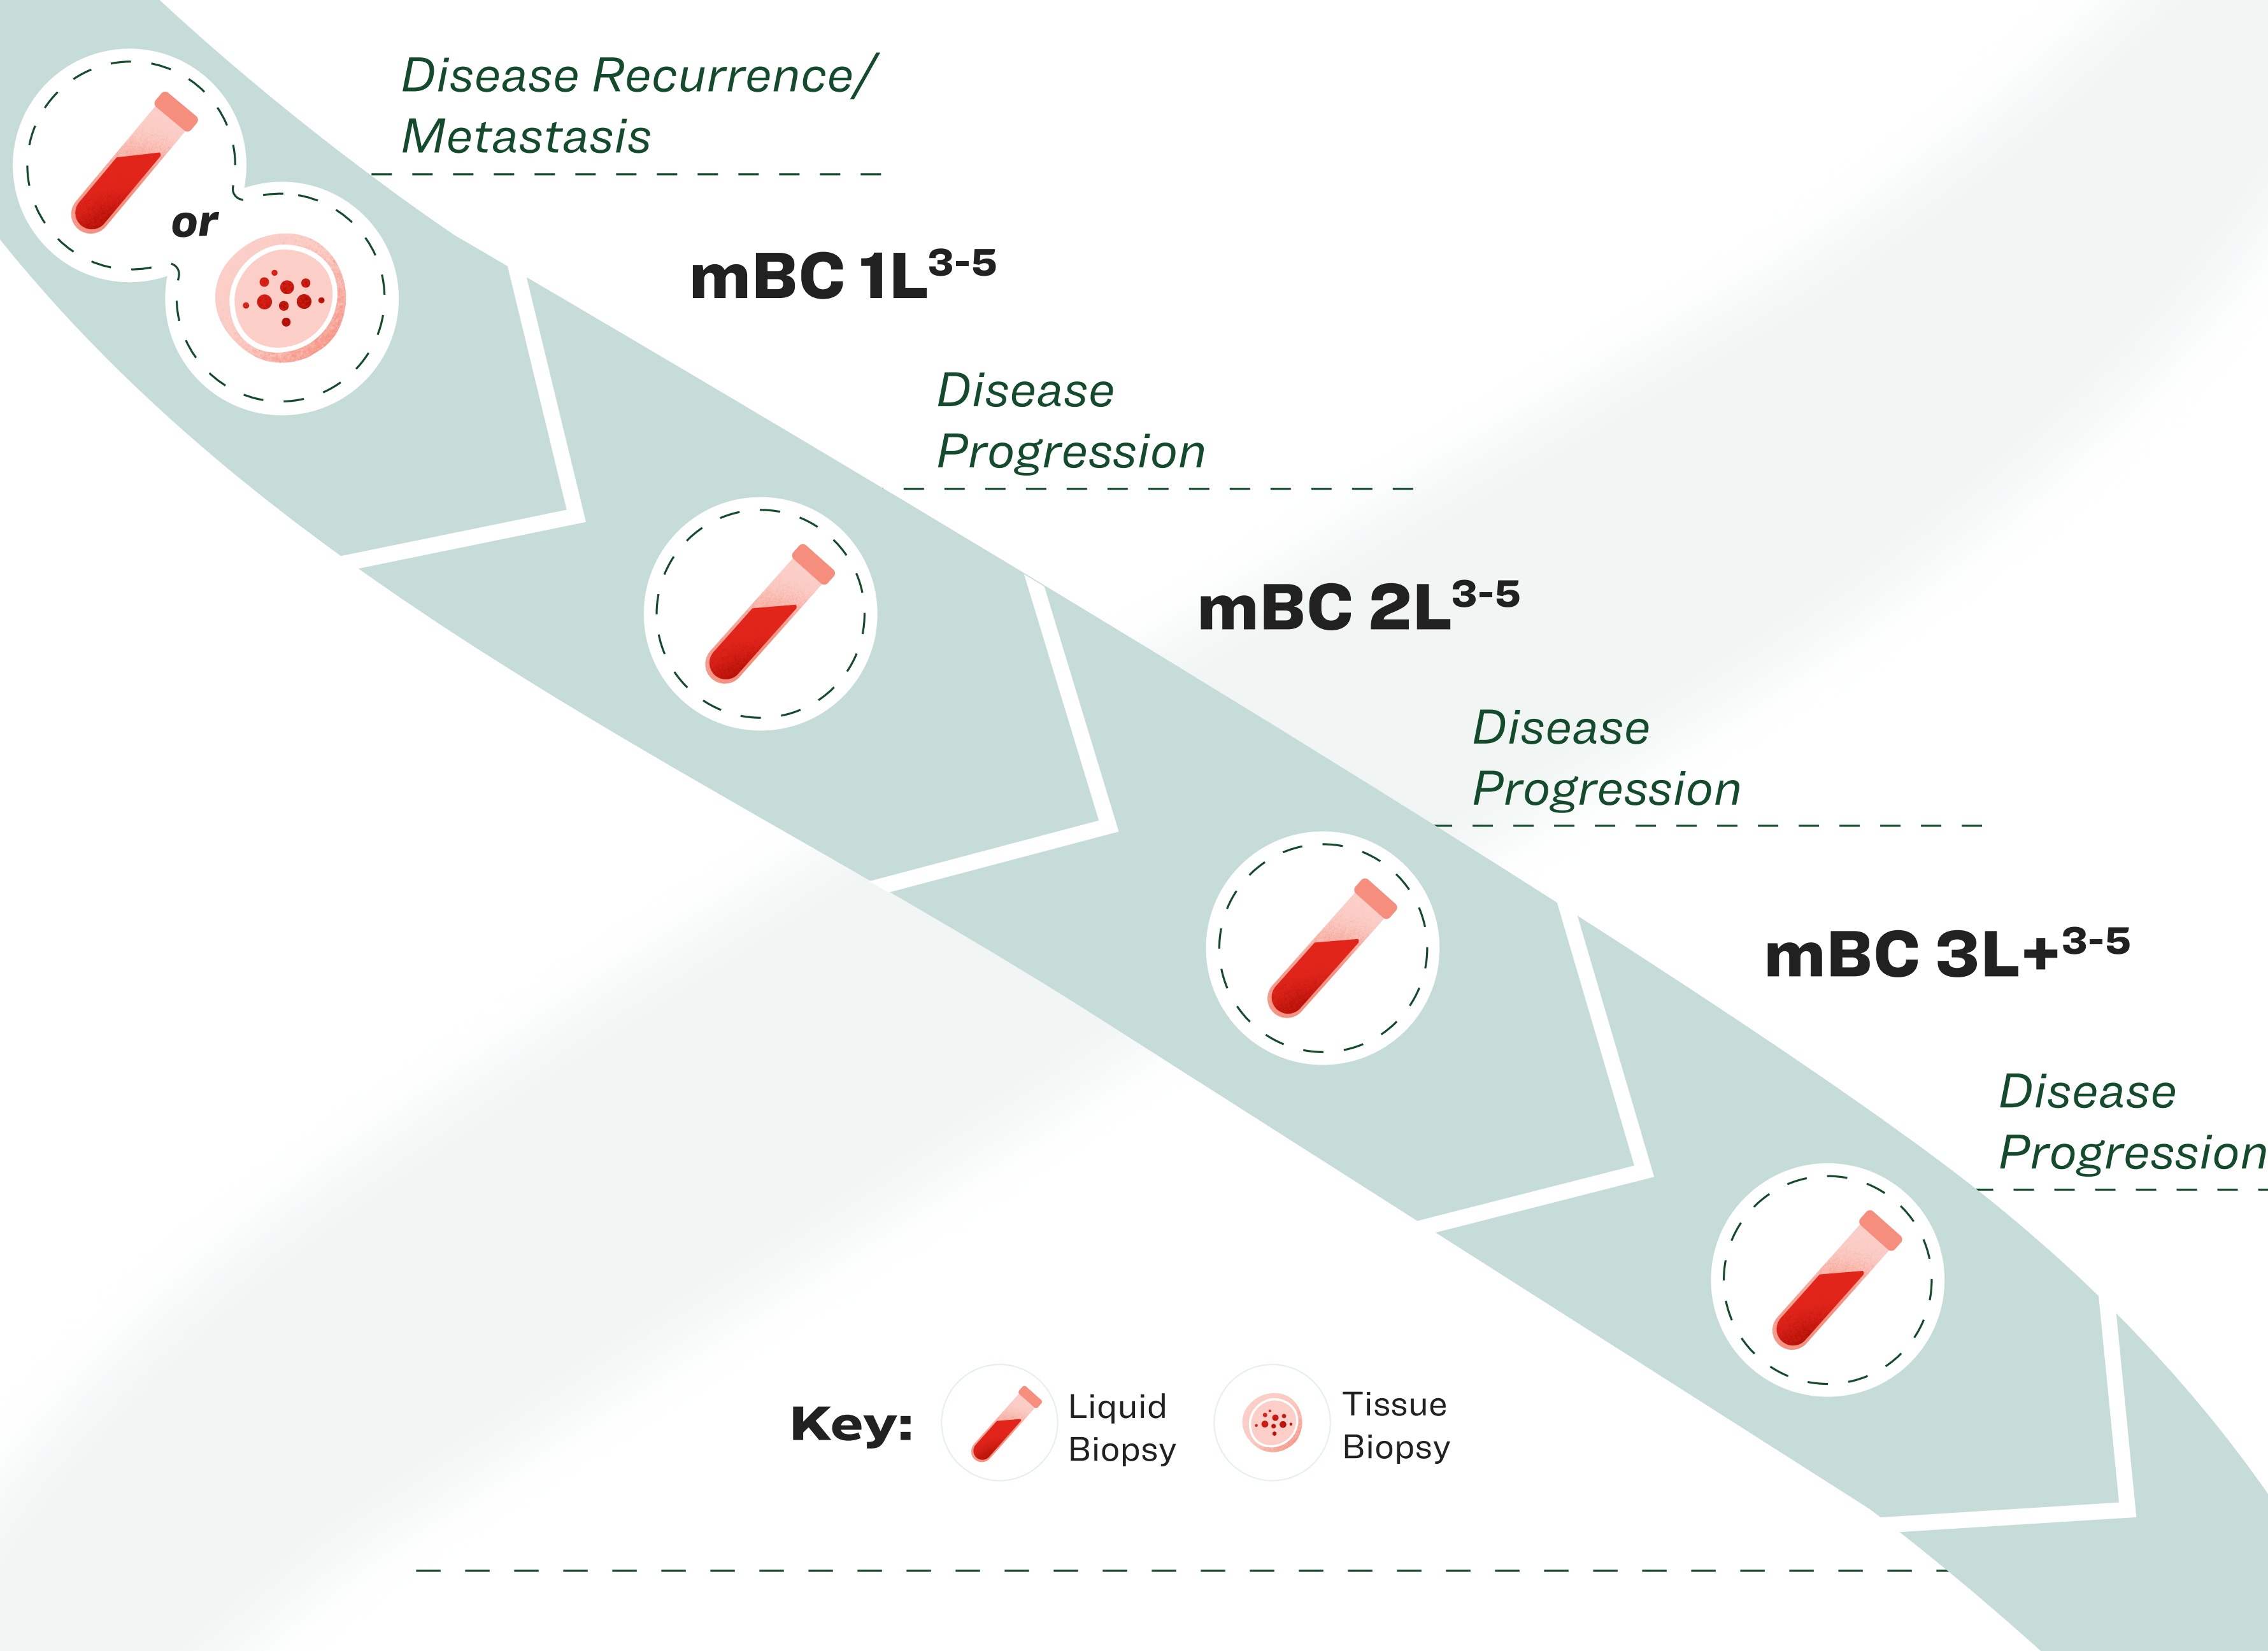 Disease Recurrence/
Metastasis
or
mBC 1L³⁻⁵
Disease
Progression
mBC 2L³⁻⁵
Disease
Progression
mBC 3L+³⁻⁵
Disease
Progression
Key:
Liquid
Biopsy
Tissue
Biopsy